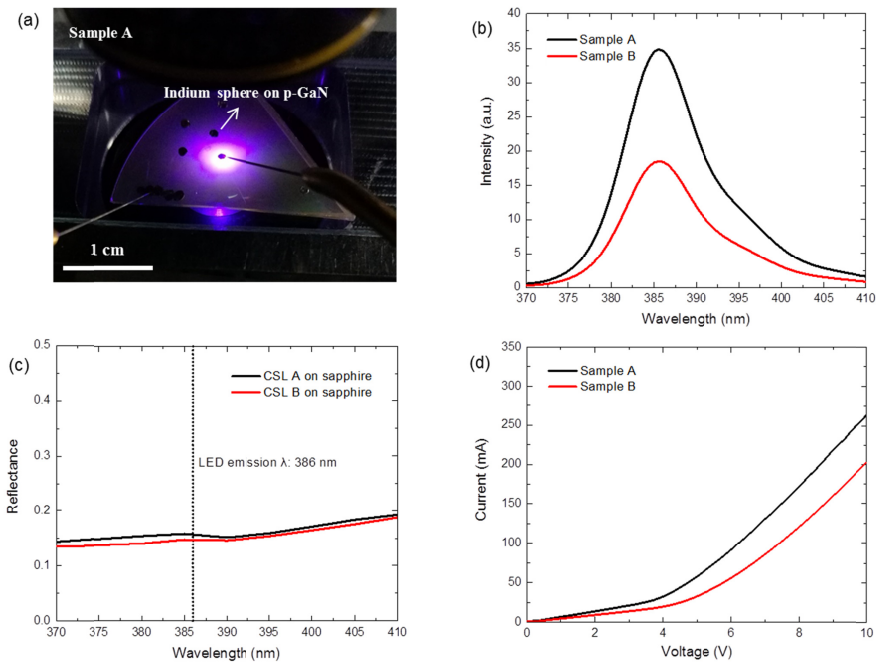 (a)
Sample A
Indium sphere on p-GaN
1 cm
(b)
Sample A
Sample B
Intensity (a.u.)
40
35
30
25
20
15
10
5
0
370 375 380 385 390 395 400 405 410
Wavelength (nm)
(c)
CSL A on sapphire
CSL B on sapphire
LED emssion λ: 386 nm
Reflectance
0.5
0.4
0.3
0.2
0.1
0.0
370 375 380 385 390 395 400 405 410
Wavelength (nm)
(d)
Sample A
Sample B
Current (mA)
350
300
250
200
150
100
50
0
0 2 4 6 8 10
Voltage (V)